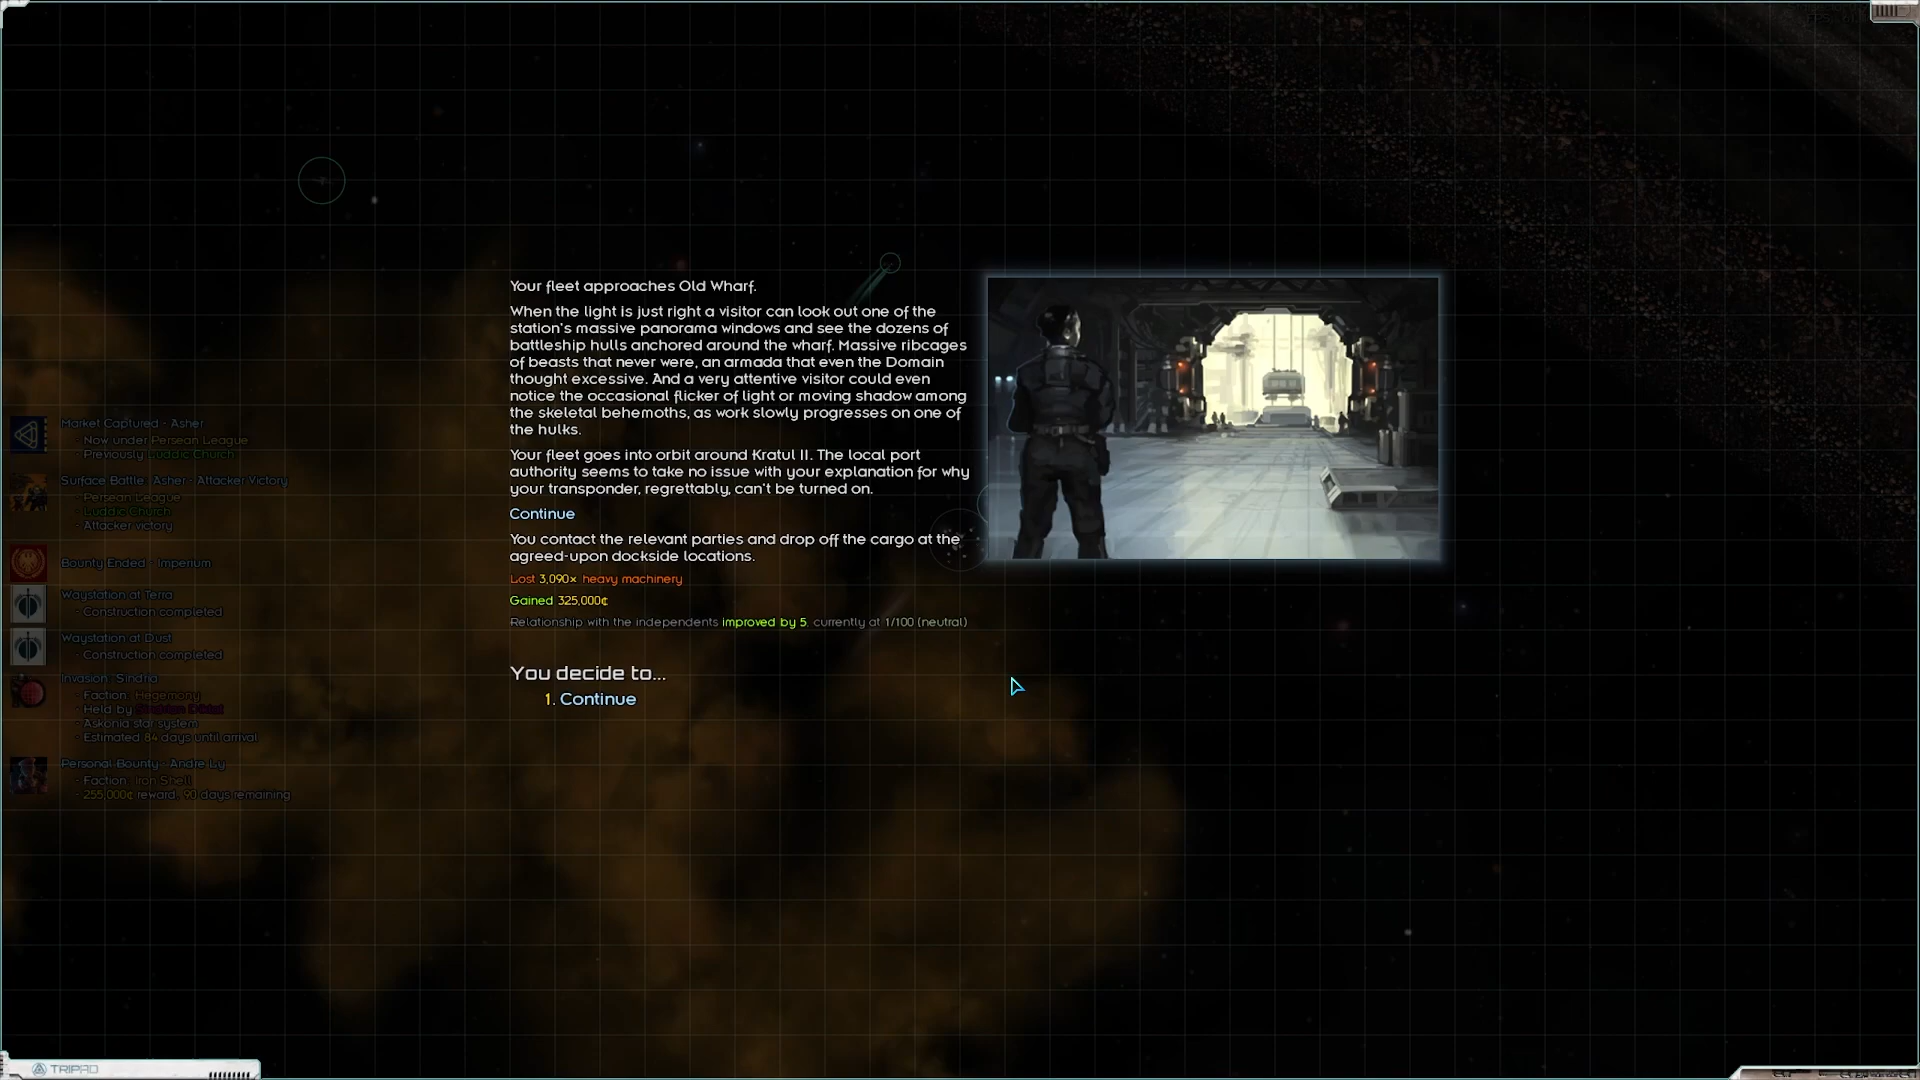 Your fleet approaches Old Wharf.
When the light is just right a visitor can look out one of the
station's massive panorama windows and see the dozens of
battleship hulls anchored around the wharf. Massive ribcages
of beasts that never were, an armada that even the Domain
thought excessive. And a very attentive visitor could even
notice the occasional flicker of light or moving shadow among
the skeletal behemoths, as work slowly progresses on one of
the hulks.
Your fleet goes into orbit around Kratul II. The local port
authority seems to take no issue with your explanation for why
your transponder, regrettably, can't be turned on.
Continue
You contact the relevant parties and drop off the cargo at the
agreed-upon dockside locations.
Lost 3,090× heavy machinery
Gained 325,000¢
Relationship with the independents improved by 5, currently at 1/100 (neutral)
You decide to...
1. Continue
Market Captured - Asher
- Now under Persean League
- Previously Luddic Church
Surface Battle: Asher - Attacker Victory
- Persean League
- Luddic Church
- Attacker victory
Bounty Ended - Imperium
Waystation at Terra
- Construction completed
Waystation at Dust
- Construction completed
Invasion: Sindria
- Faction: Hegemony
- Held by
- Askonia star system
- Estimated 84 days until arrival
Personal Bounty - Andre Ly
- Faction: Iron Shell
- 255,000¢ reward, 90 days remaining
TRIPAD